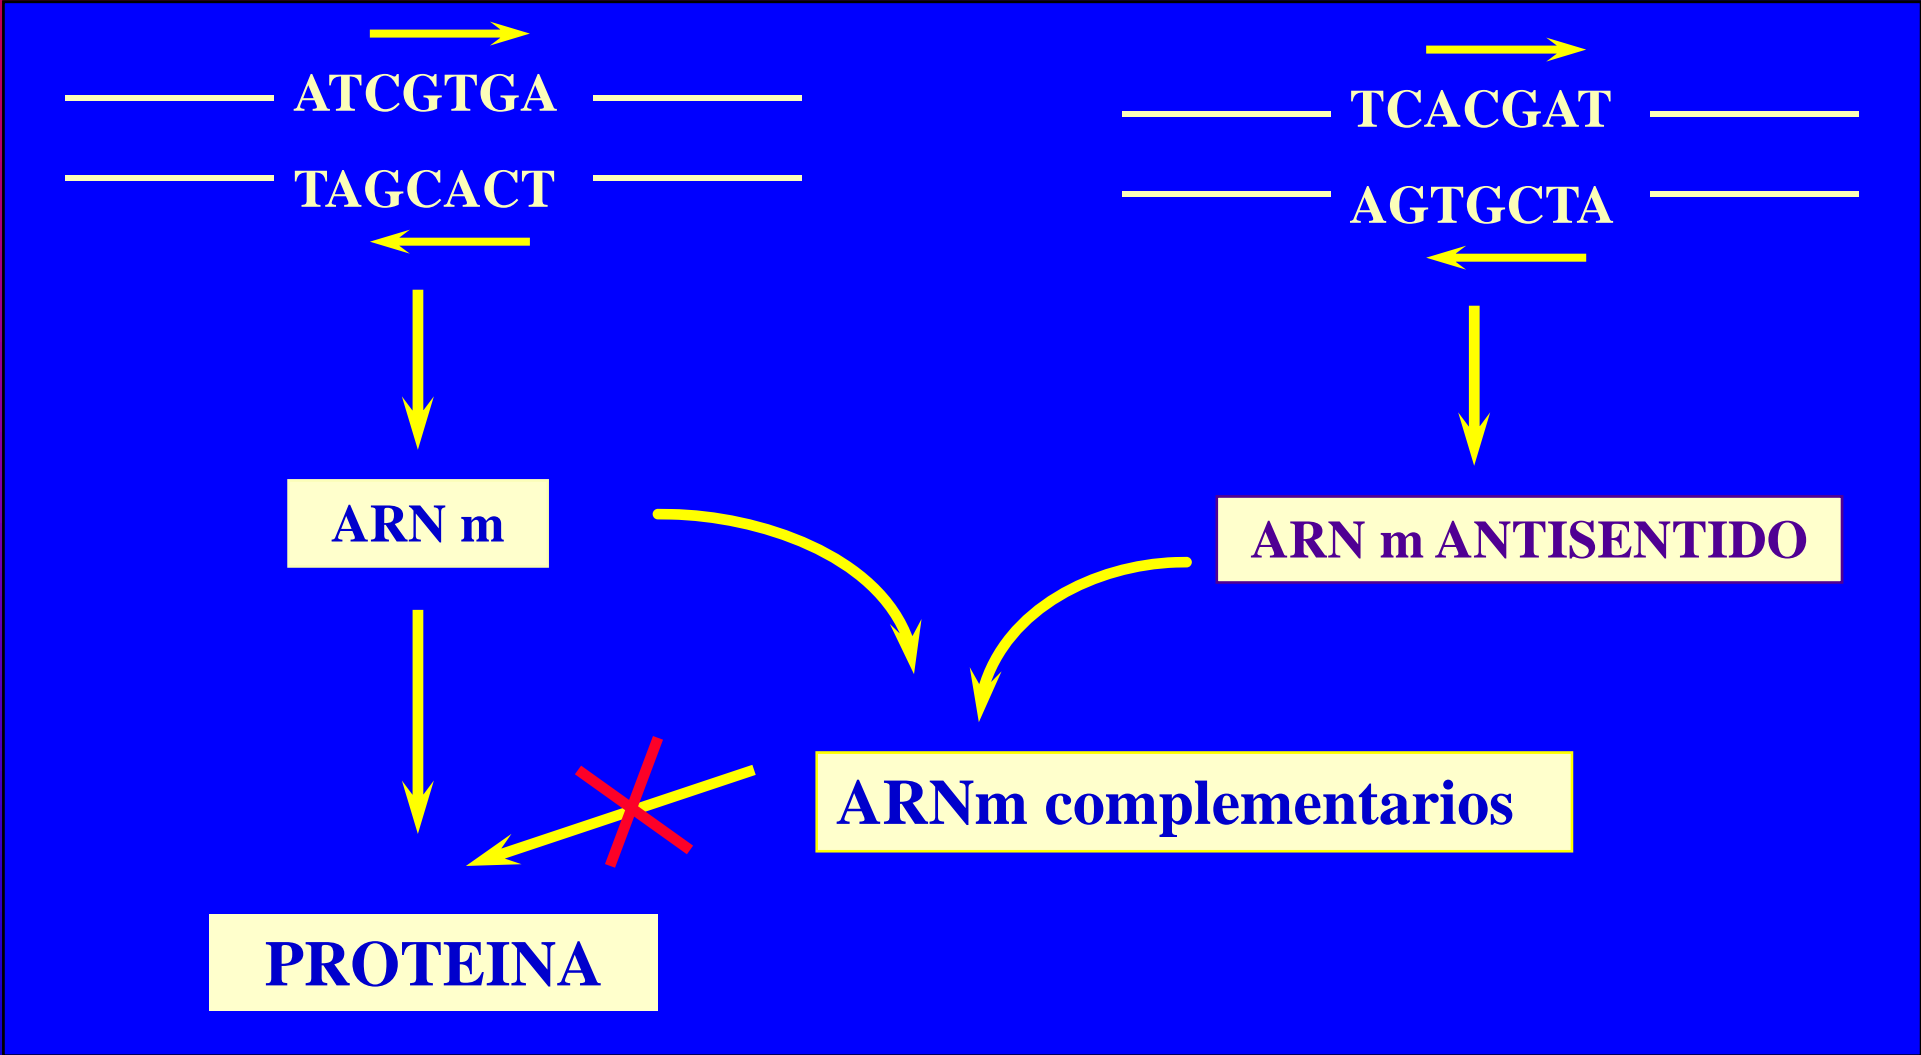 ATCGTGA
TAGCACT
TCACGAT
AGTGCTA
ARN m
ARN m ANTISENTIDO
ARNm complementarios
PROTEINA